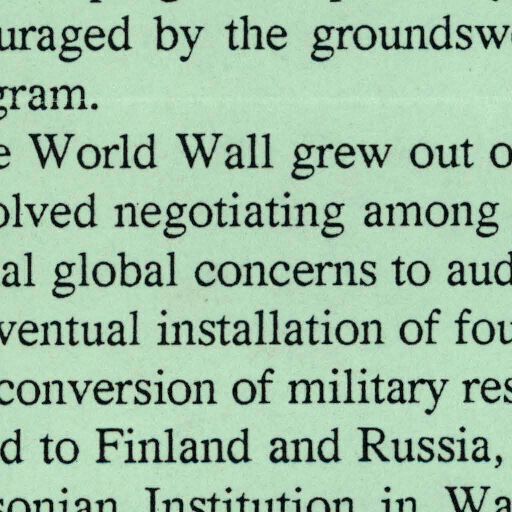 uraged by the groundsw
gram.
e World Wall grew out o
olved negotiating among
al global concerns to aud
ventual installation of fou
conversion of military res
d to Finland and Russia,
sonian Institution in Wa